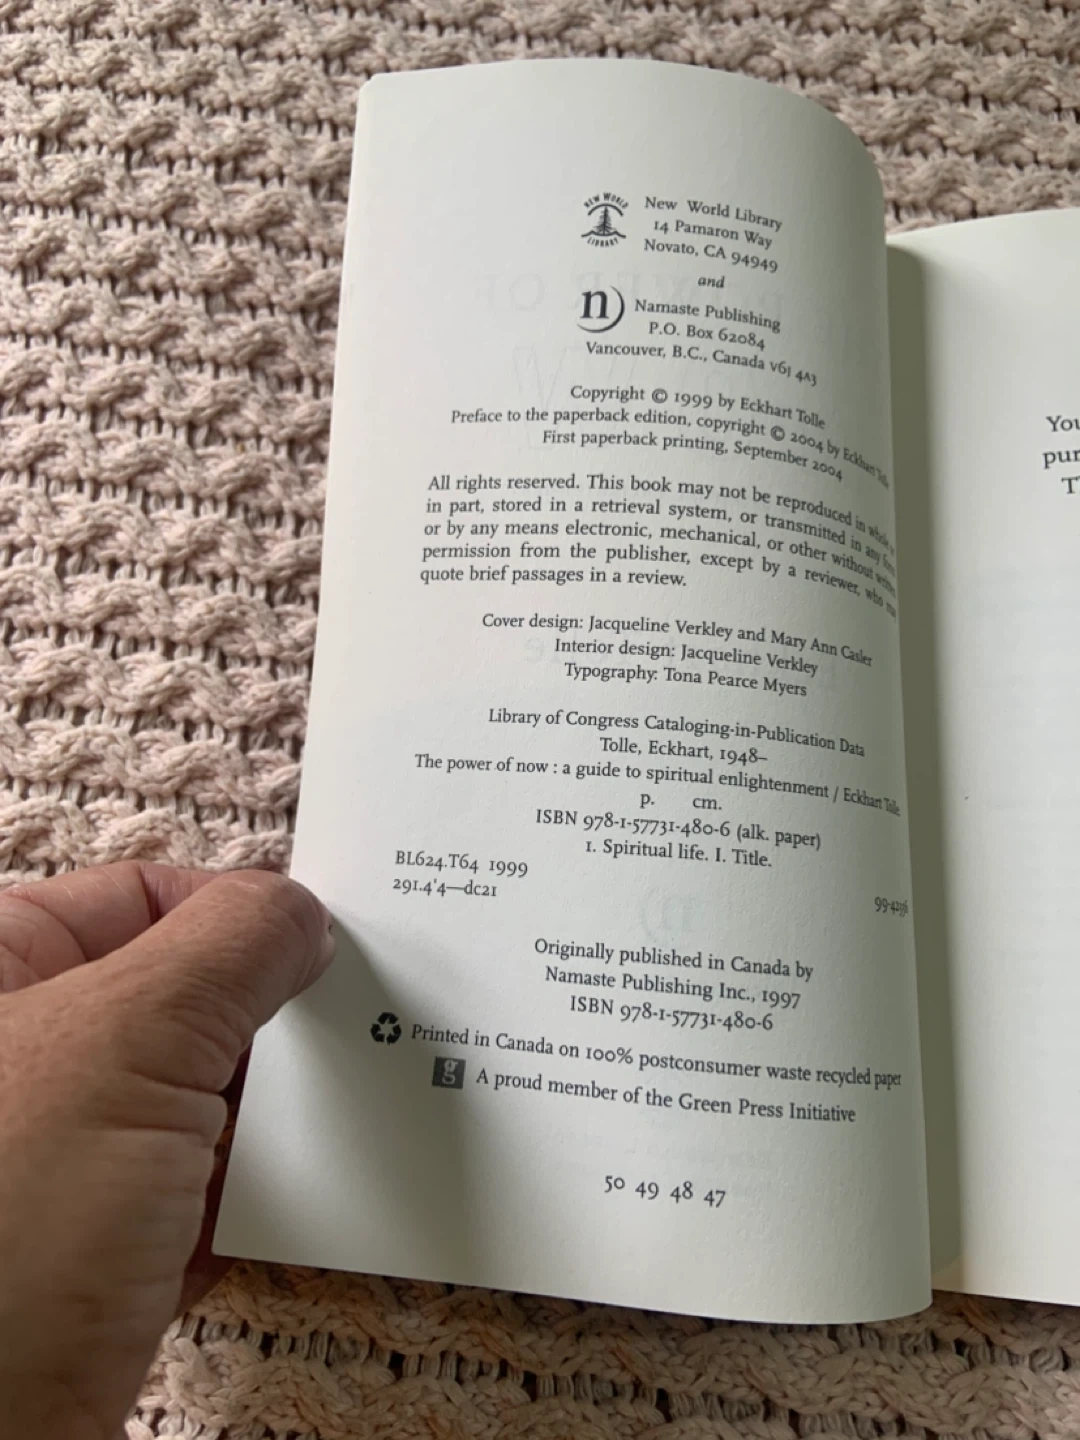 NEW WORLD
LIBRARY
New World Library
14 Pamaron Way
Novato, CA 94949
and
n
Namaste Publishing
P.O. Box 62084
Vancouver, B.C., Canada V6J 4A3
Copyright © 1999 by Eckhart Tolle
Preface to the paperback edition, copyright © 2004 by Eckhart Tolle
First paperback printing, September 2004
All rights reserved. This book may not be reproduced in whole
in part, stored in a retrieval system, or transmitted in any form
or by any means electronic, mechanical, or other without written
permission from the publisher, except by a reviewer, who
quote brief passages in a review.
Cover design: Jacqueline Verkley and Mary Ann Casler
Interior design: Jacqueline Verkley
Typography: Tona Pearce Myers
Library of Congress Cataloging-in-Publication Data
Tolle, Eckhart, 1948–
The power of now : a guide to spiritual enlightenment / Eckhart Tolle
p. cm.
ISBN 978-1-57731-480-6 (alk. paper)
1. Spiritual life. I. Title.
BL624.T64 1999
291.4'4—dc21
Originally published in Canada by
Namaste Publishing Inc., 1997
ISBN 978-1-57731-480-6
Printed in Canada on 100% postconsumer waste recycled paper
g A proud member of the Green Press Initiative
50 49 48 47
You
pur
T